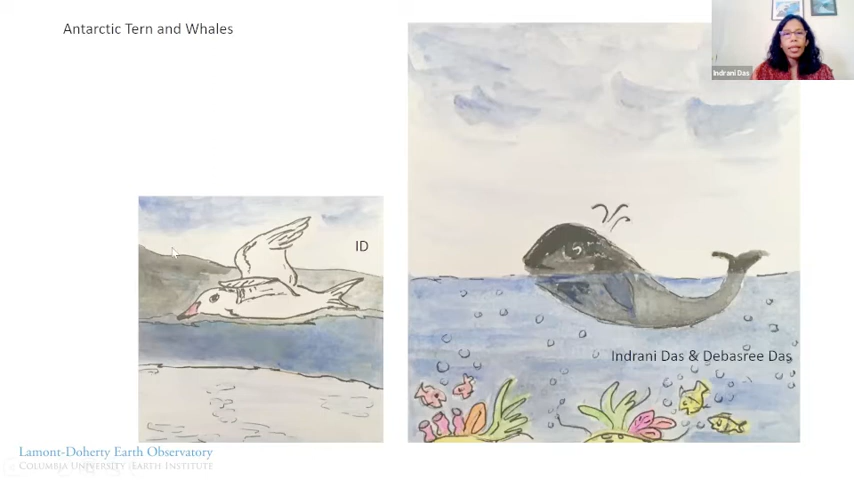 Antarctic Tern and Whales
Indrani Das
ID
Indrani Das & Debasree Das
Lamont-Doherty Earth Observatory
Columbia University | Earth Institute